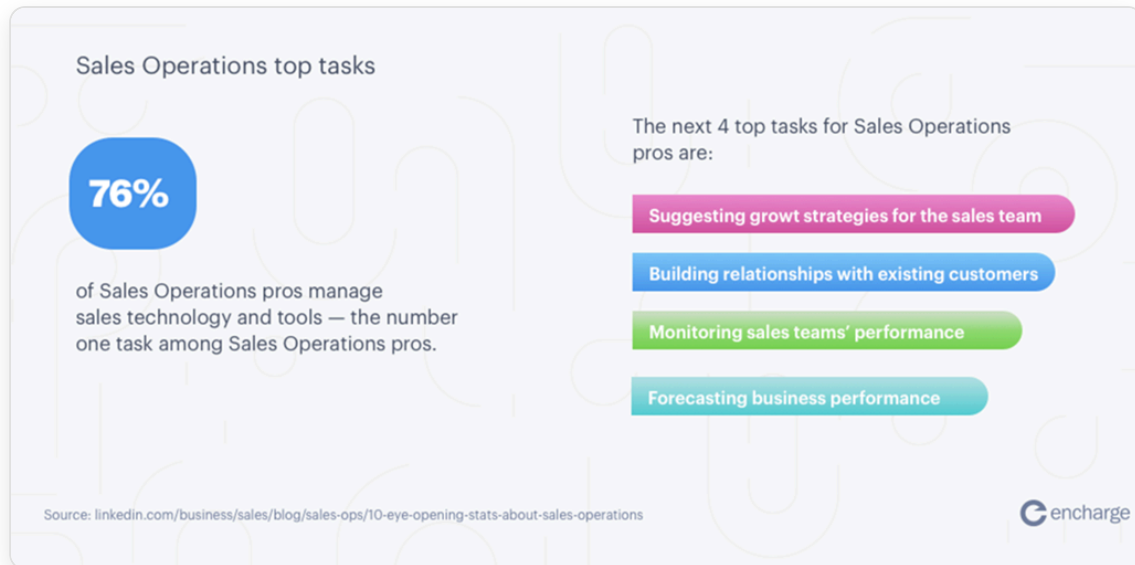 Sales Operations top tasks
76%
of Sales Operations pros manage
sales technology and tools — the number
one task among Sales Operations pros.
The next 4 top tasks for Sales Operations
pros are:
Suggesting growt strategies for the sales team
Building relationships with existing customers
Monitoring sales teams’ performance
Forecasting business performance
Source: linkedin.com/business/sales/blog/sales-ops/10-eye-opening-stats-about-sales-operations
encharge